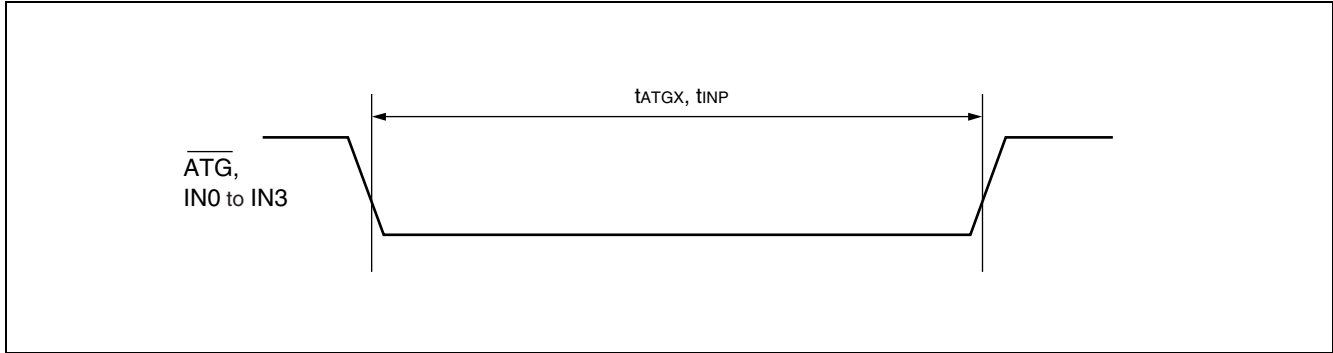 tATGX, tINP
ATG,
IN0 to IN3